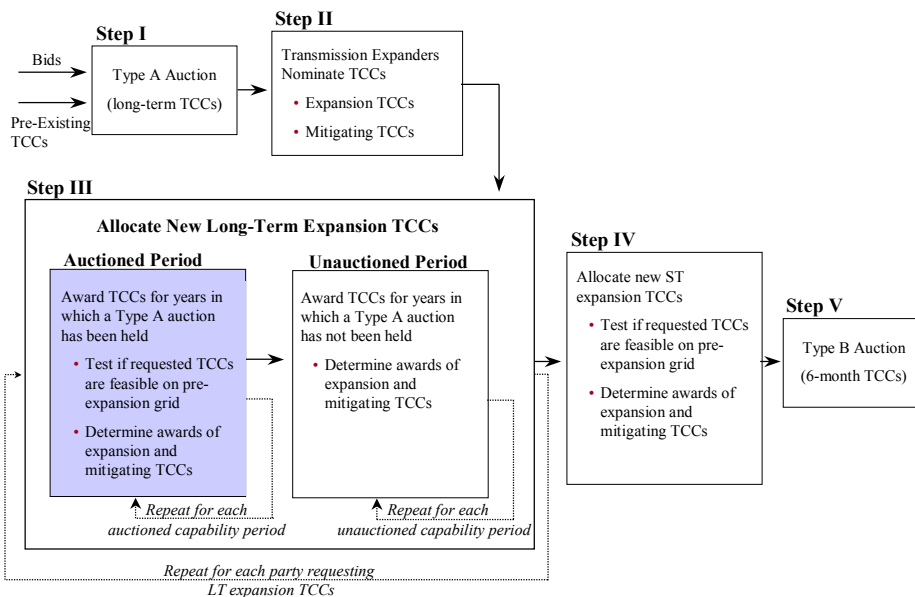 Step I
Bids
Type A Auction
(long-term TCCs)
Pre-Existing
TCCs
Step II
Transmission Expanders
Nominate TCCs
• Expansion TCCs
• Mitigating TCCs
Step III
Allocate New Long-Term Expansion TCCs
Auctioned Period
Award TCCs for years in
which a Type A auction
has been held
• Test if requested TCCs
are feasible on pre-
expansion grid
• Determine awards of
expansion and
mitigating TCCs
Repeat for each
auctioned capability period
Unauctioned Period
Award TCCs for years in
which a Type A auction
has not been held
• Determine awards of
expansion and
mitigating TCCs
Repeat for each
unauctioned capability period
Repeat for each party requesting
LT expansion TCCs
Step IV
Allocate new ST
expansion TCCs
• Test if requested TCCs
are feasible on pre-
expansion grid
• Determine awards of
expansion and
mitigating TCCs
Step V
Type B Auction
(6-month TCCs)